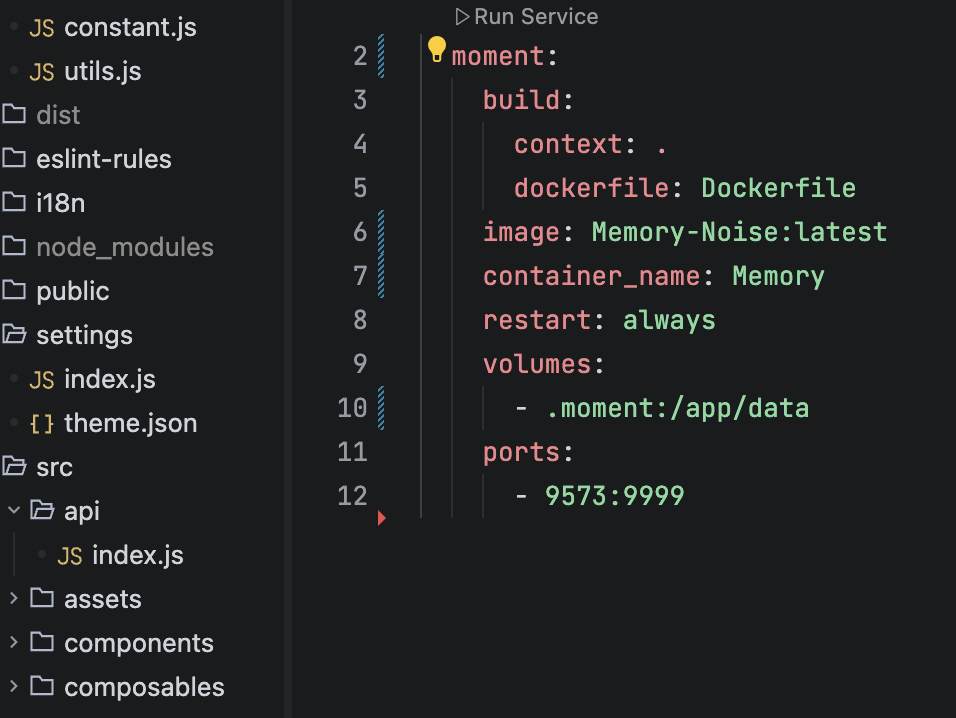 JS constant.js
JS utils.js
dist
eslint-rules
i18n
node_modules
public
settings
JS index.js
{} theme.json
src
api
JS index.js
assets
components
composables
Run Service
2 moment:
3 build:
4 context: .
5 dockerfile: Dockerfile
6 image: Memory-Noise:latest
7 container_name: Memory
8 restart: always
9 volumes:
10 - .moment:/app/data
11 ports:
12 - 9573:9999